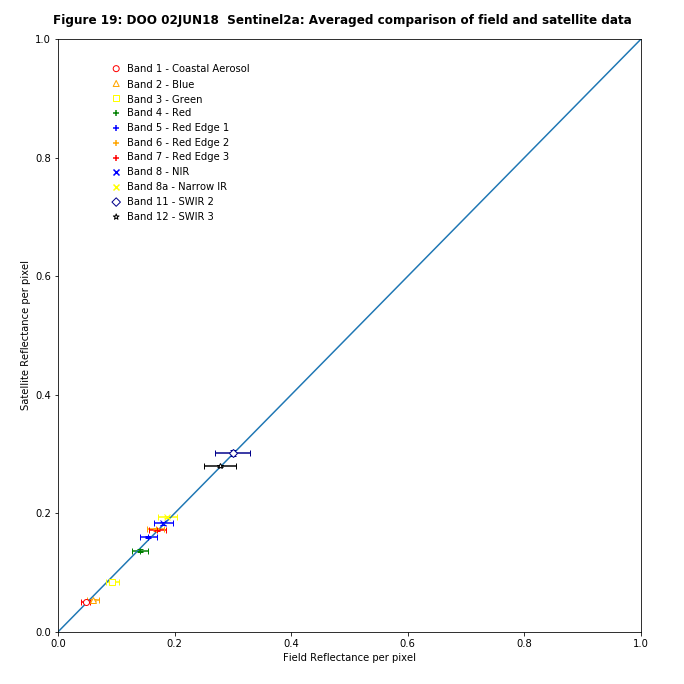 Figure 19: DOO 02JUN18  Sentinel2a: Averaged comparison of field and satellite data
1.0
0.8
0.6
0.4
0.2
0.0
Satellite Reflectance per pixel
Band 1 - Coastal Aerosol
Band 2 - Blue
Band 3 - Green
Band 4 - Red
Band 5 - Red Edge 1
Band 6 - Red Edge 2
Band 7 - Red Edge 3
Band 8 - NIR
Band 8a - Narrow IR
Band 11 - SWIR 2
Band 12 - SWIR 3
0.0 0.2 0.4 0.6 0.8 1.0
Field Reflectance per pixel